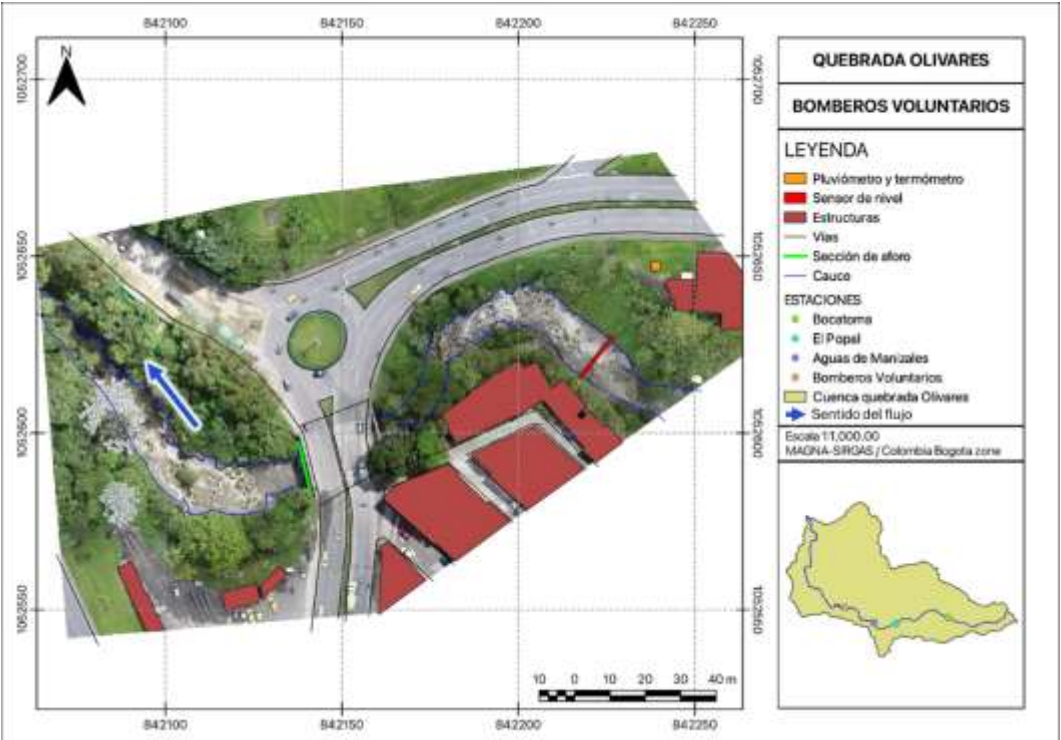 842100 842150 842200 842250
N
1052700
1052650
1052600
1052550
1052700
1052650
1052600
1052550
10 0 10 20 30 40 m
842100 842150 842200 842250
QUEBRADA OLIVARES
BOMBEROS VOLUNTARIOS
LEYENDA
Pluviómetro y termómetro
Sensor de nivel
Estructuras
Vías
Sección de aforo
Cauce
ESTACIONES
Bocatoma
El Popal
Aguas de Manizales
Bomberos Voluntarios
Cuenca quebrada Olivares
Sentido del flujo
Escala 1:1,000.00
MAGNA-SIRGAS / Colombia Bogota zone